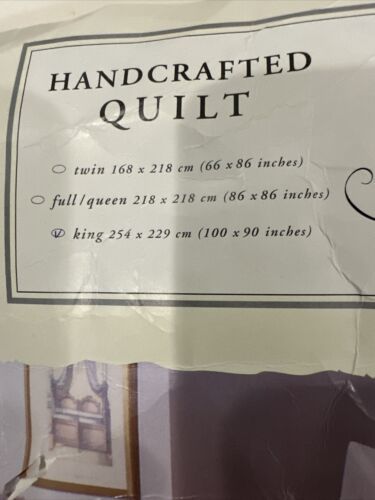 HANDCRAFTED
QUILT
twin 168 x 218 cm (66 x 86 inches)
full/queen 218 x 218 cm (86 x 86 inches)
king 254 x 229 cm (100 x 90 inches)